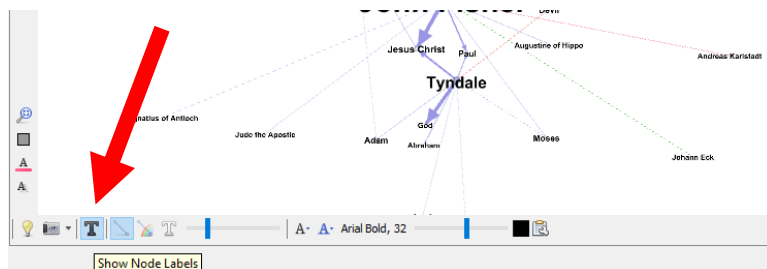 Devil
Jesus Christ
Paul
Augustine of Hippo
Andreas Karlstadt
Tyndale
Ignatius of Antioch
God
Jude the Apostle
Adam
Abraham
Moses
Johann Eck
A
A
T
T
A- A- Arial Bold, 32
Show Node Labels